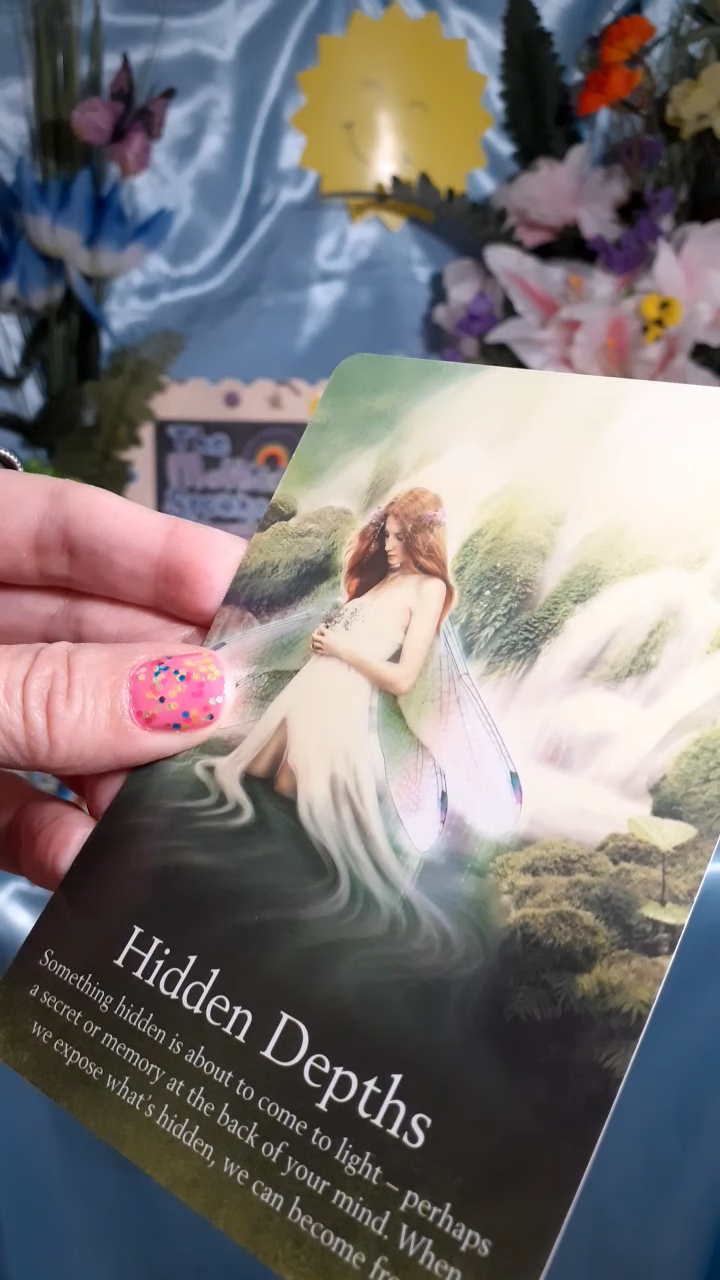 The
Hidden Depths
Something hidden is about to come to light – perhaps
a secret or memory at the back of your mind. When
we expose what's hidden, we can become